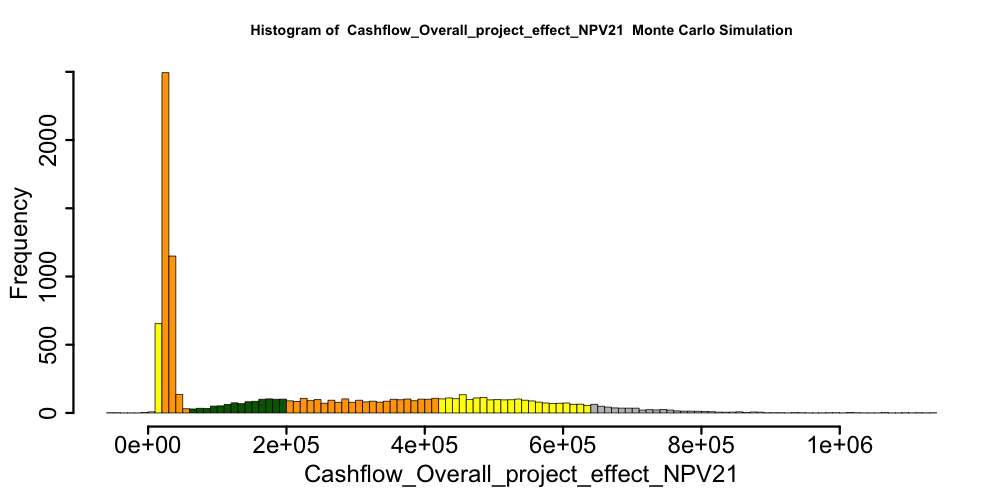 Histogram of  Cashflow_Overall_project_effect_NPV21  Monte Carlo Simulation
Frequency
2000
1000
500
0
0e+00 2e+05 4e+05 6e+05 8e+05 1e+06
Cashflow_Overall_project_effect_NPV21